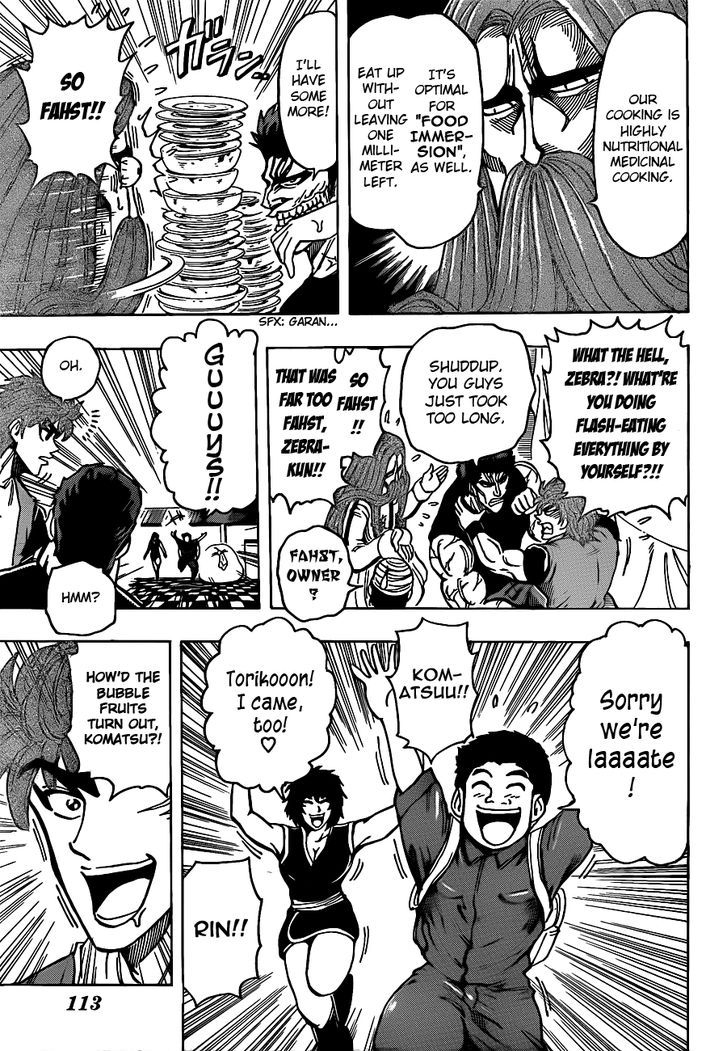 OUR
COOKING IS
HIGHLY
NUTRITIONAL
MEDICINAL
COOKING.
IT'S
OPTIMAL
FOR
"FOOD
IMMER-
SION",
AS WELL.
EAT UP
WITH-
OUT
LEAVING
ONE
MILLI-
METER
LEFT.
I'LL
HAVE
SOME
MORE!
ガラン…
SO
FAHST!!
SFX: GARAN...
WHAT THE HELL,
ZEBRA?! WHAT'RE
YOU DOING
FLASH-EATING
EVERYTHING BY
YOURSELF?!!
SHUDDUP.
YOU GUYS
JUST TOOK
TOO LONG.
SO
FAHST
!!
THAT WAS
FAR TOO
FAHST,
ZEBRA-
KUN!!
FAHST,
OWNER
?
GUUUYS!!
OH.
HMM?
Sorry
we're
laaaate
!
KOM-
ATSUU!!
Torikooon!
I came,
too!
♡
RIN!!
HOW'D THE
BUBBLE
FRUITS
TURN OUT,
KOMATSU?!
113